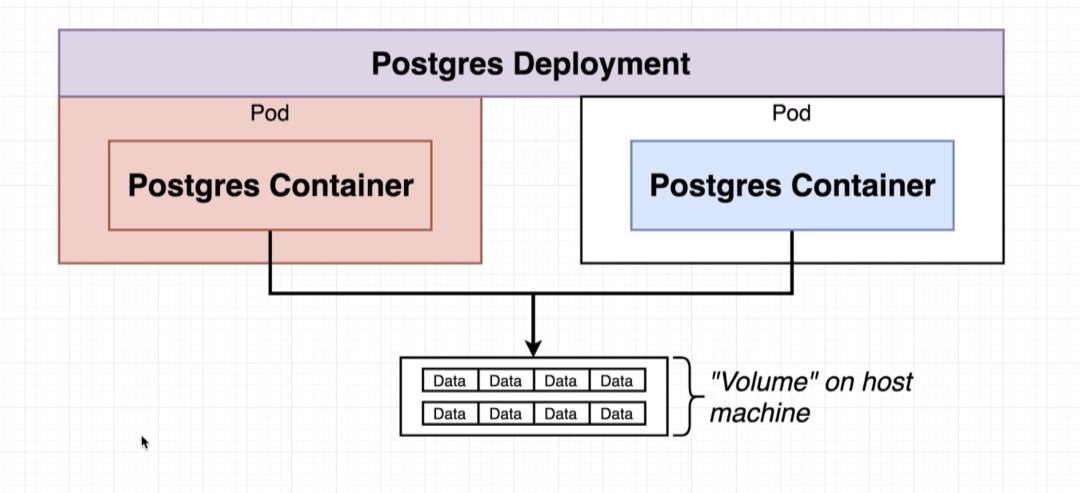 Postgres Deployment
Pod
Postgres Container
Pod
Postgres Container
Data Data Data Data
Data Data Data Data
"Volume" on host
machine